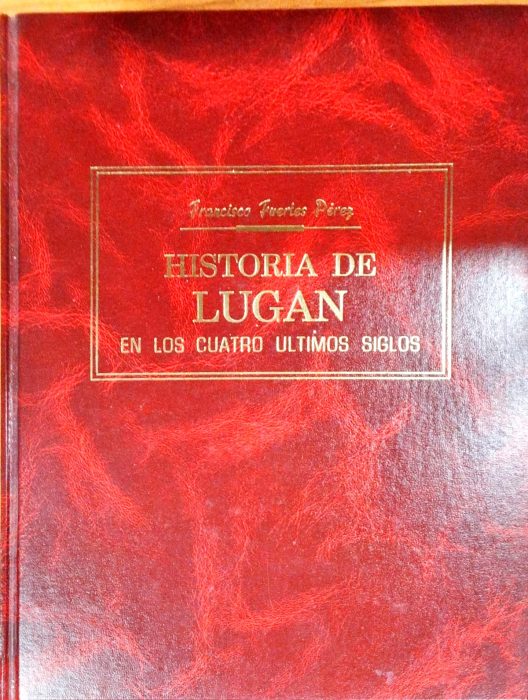 Francisco Fuertes Pérez
HISTORIA DE
LUGAN
EN LOS CUATRO ULTIMOS SIGLOS